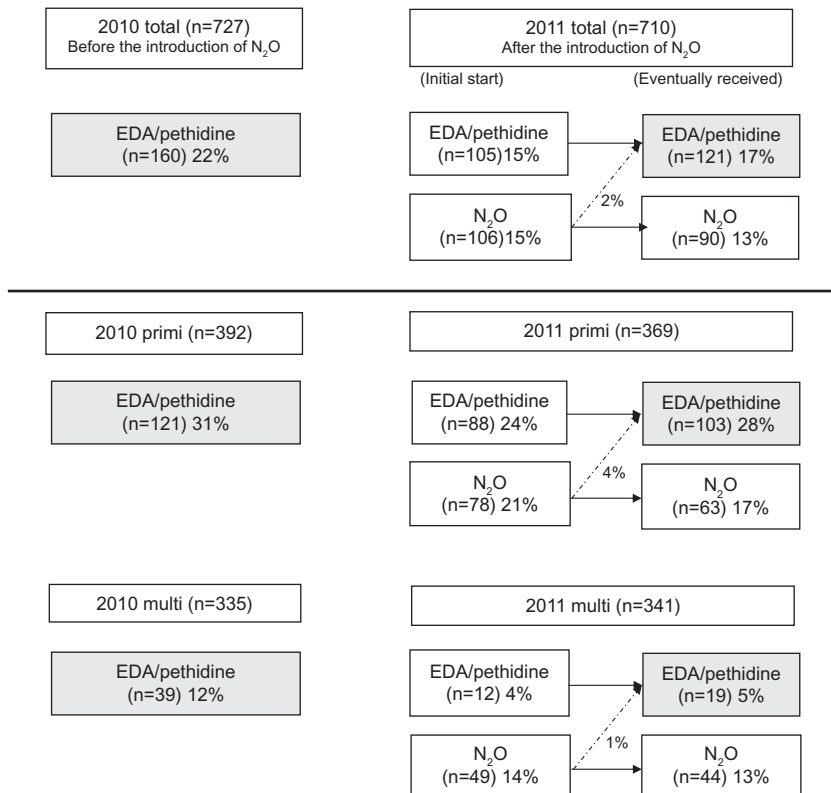 2010 total (n=727)
Before the introduction of N₂O
2011 total (n=710)
After the introduction of N₂O
(Initial start)
(Eventually received)
EDA/pethidine
(n=160) 22%
EDA/pethidine
(n=105)15%
EDA/pethidine
(n=121) 17%
2%
N₂O
(n=106)15%
N₂O
(n=90) 13%
2010 primi (n=392)
2011 primi (n=369)
EDA/pethidine
(n=121) 31%
EDA/pethidine
(n=88) 24%
EDA/pethidine
(n=103) 28%
4%
N₂O
(n=78) 21%
N₂O
(n=63) 17%
2010 multi (n=335)
2011 multi (n=341)
EDA/pethidine
(n=39) 12%
EDA/pethidine
(n=12) 4%
EDA/pethidine
(n=19) 5%
1%
N₂O
(n=49) 14%
N₂O
(n=44) 13%